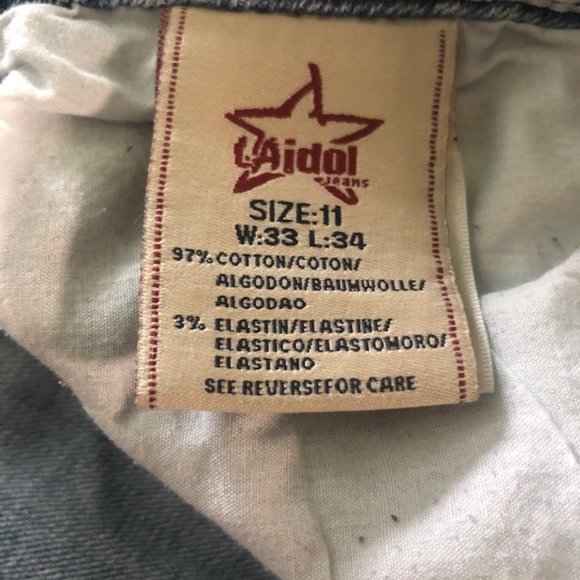 L'Aidol
Jeans
SIZE:11
W:33 L:34
97% COTTON/COTON/
ALGODON/BAUMWOLLE/
ALGODAO
3% ELASTIN/ELASTINE/
ELASTICO/ELASTOMORO/
ELASTANO
SEE REVERSEFOR CARE